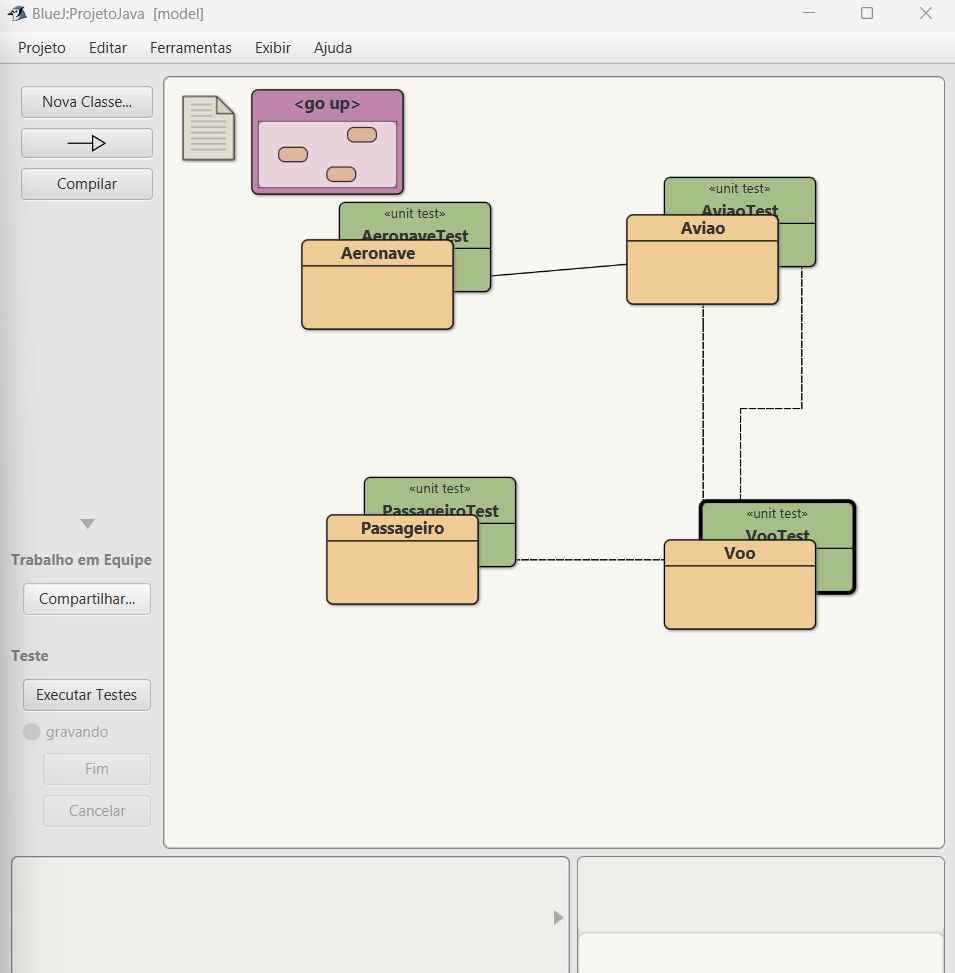 BlueJ:ProjetoJava [model]
Projeto Editar Ferramentas Exibir Ajuda
Nova Classe...
Compilar
<go up>
«unit test»
AeronaveTest
Aeronave
«unit test»
AviaoTest
Aviao
«unit test»
PassageiroTest
Passageiro
«unit test»
VooTest
Voo
Trabalho em Equipe
Compartilhar...
Teste
Executar Testes
gravando
Fim
Cancelar